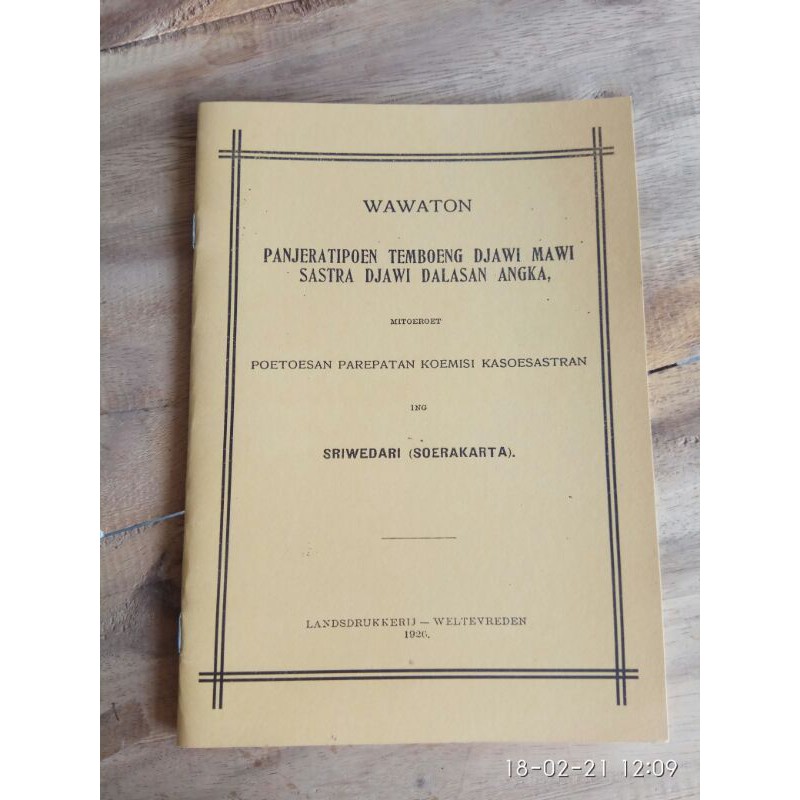 WAWATON
PANJERATIPOEN TEMBOENG DJAWI MAWI
SASTRA DJAWI DALASAN ANGKA,
MITOEROET
POETOESAN PAREPATAN KOEMISI KASOESASTRAN
ING
SRIWEDARI (SOERAKARTA).
LANDSDRUKKERIJ — WELTEVREDEN
1926.
18-02-21 12:09